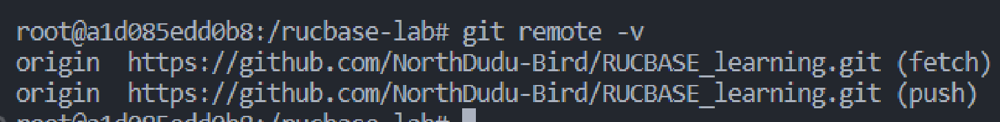 root@a1d085edd0b8:/rucbase-lab# git remote -v
origin  https://github.com/NorthDudu-Bird/RUCBASE_learning.git (fetch)
origin  https://github.com/NorthDudu-Bird/RUCBASE_learning.git (push)
root@a1d085edd0b8:/rucbase-lab#